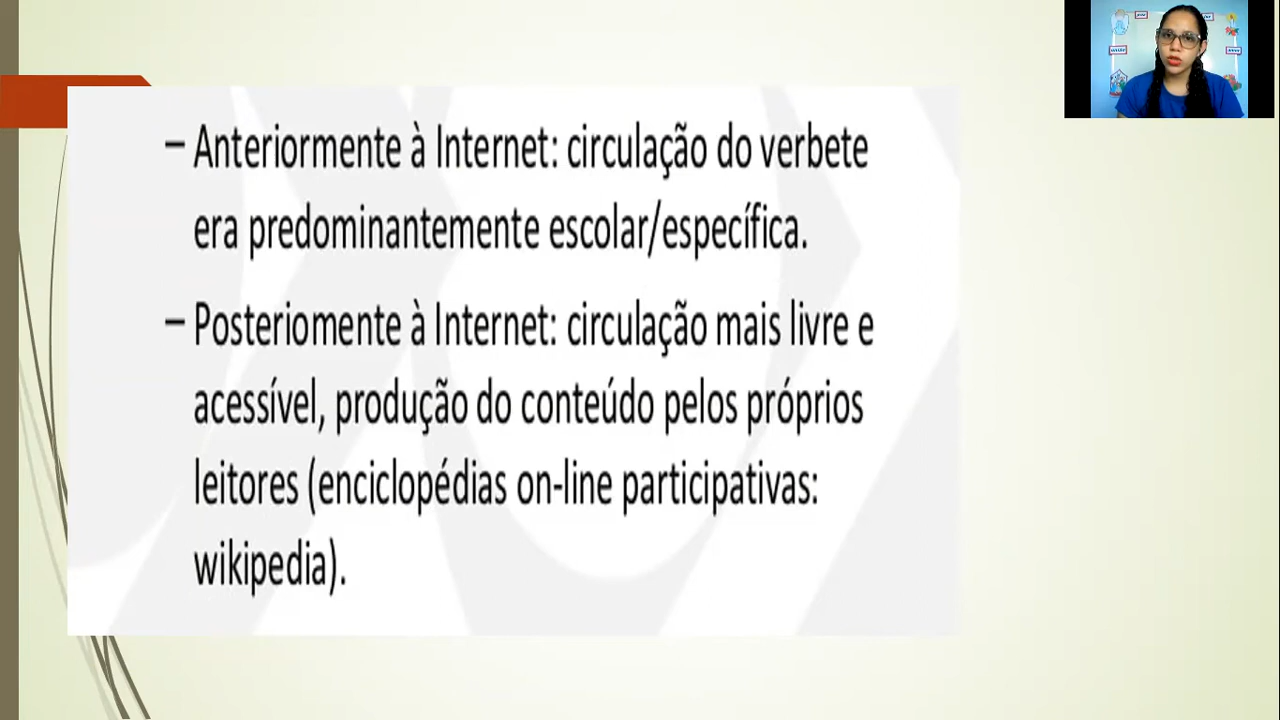 – Anteriormente à Internet: circulação do verbete
era predominantemente escolar/específica.
– Posteriomente à Internet: circulação mais livre e
acessível, produção do conteúdo pelos próprios
leitores (enciclopédias on-line participativas:
wikipedia).